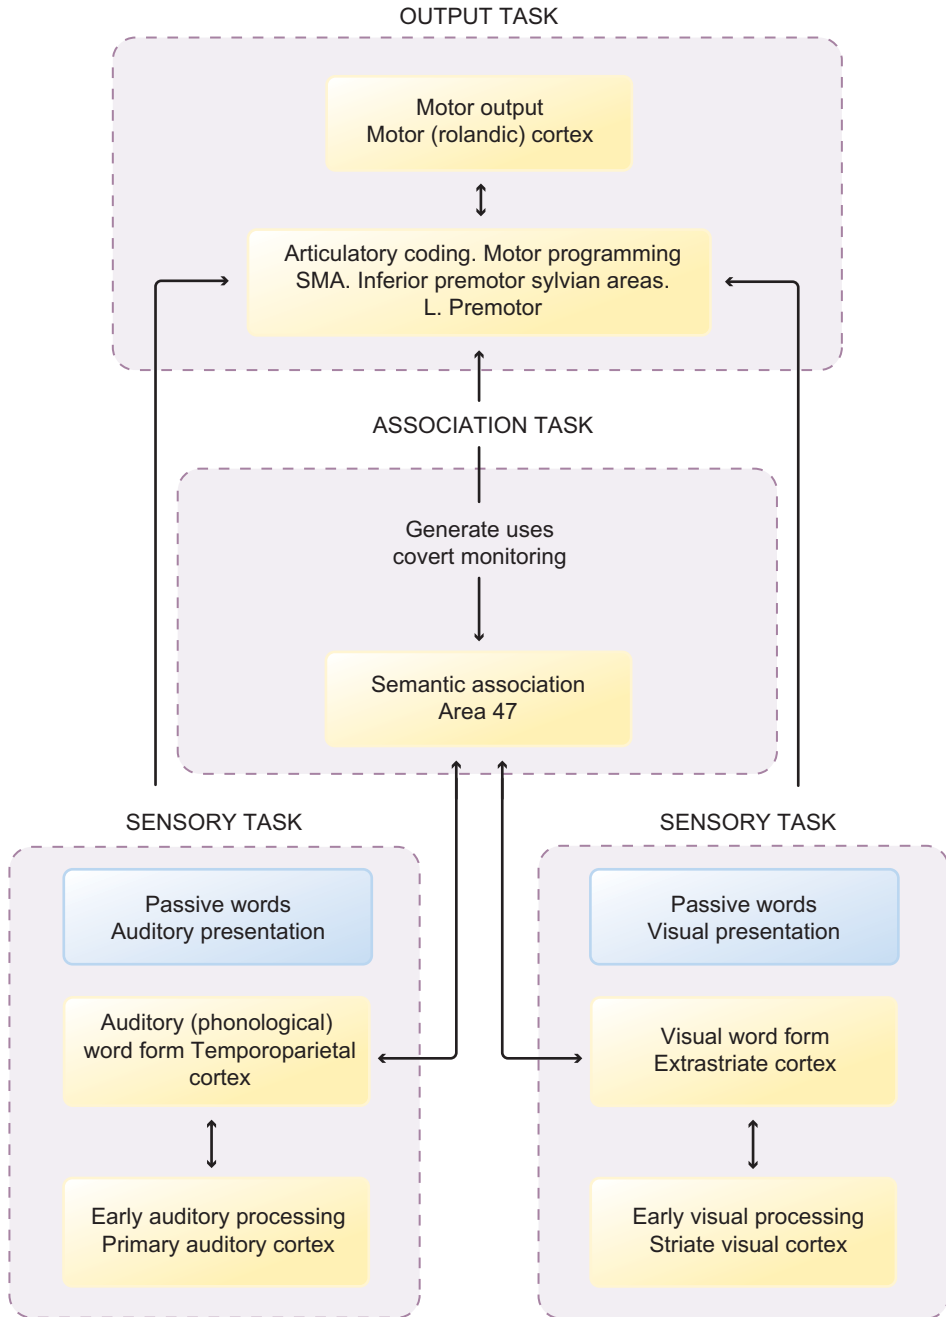 OUTPUT TASK
Motor output
Motor (rolandic) cortex
Articulatory coding. Motor programming
SMA. Inferior premotor sylvian areas.
L. Premotor
ASSOCIATION TASK
Generate uses
covert monitoring
Semantic association
Area 47
SENSORY TASK
Passive words
Auditory presentation
Auditory (phonological)
word form Temporoparietal
cortex
Early auditory processing
Primary auditory cortex
SENSORY TASK
Passive words
Visual presentation
Visual word form
Extrastriate cortex
Early visual processing
Striate visual cortex